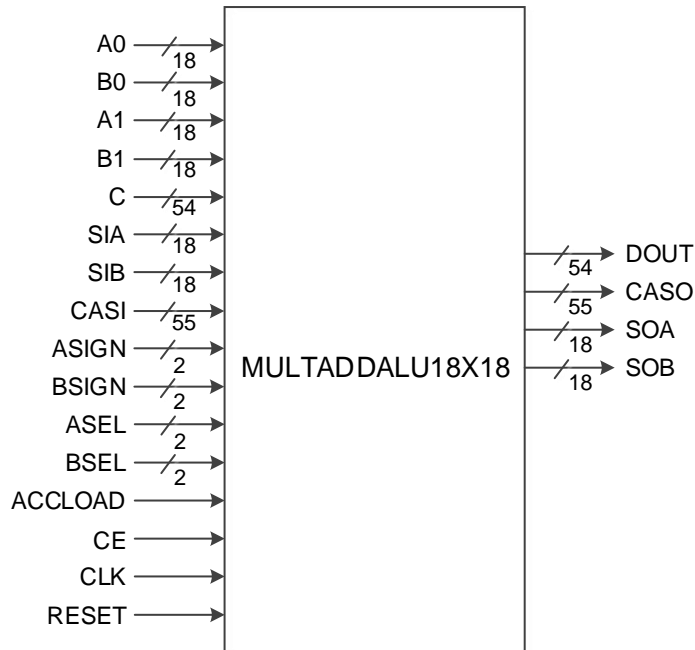 A0
18
B0
18
A1
18
B1
18
C
54
SIA
18
SIB
18
CASI
55
ASIGN
2
BSIGN
2
ASEL
2
BSEL
2
ACCLOAD
CE
CLK
RESET
MULTADDALU18X18
DOUT
54
CASO
55
SOA
18
SOB
18